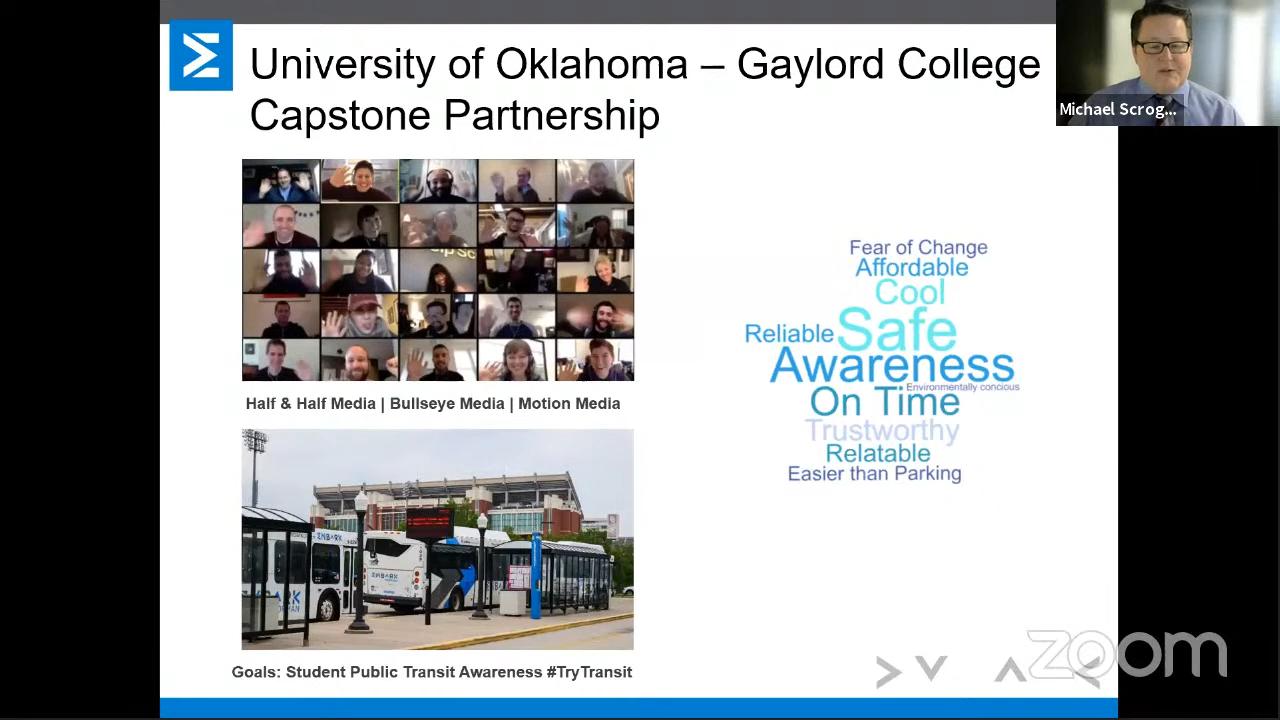 University of Oklahoma – Gaylord College
Capstone Partnership
Michael Scrog...
Half & Half Media | Bullseye Media | Motion Media
Fear of Change
Affordable
Cool
Reliable
Safe
Awareness
Environmentally concious
On Time
Trustworthy
Relatable
Easier than Parking
EMBARK
EMBARK
Goals: Student Public Transit Awareness #TryTransit
zoom